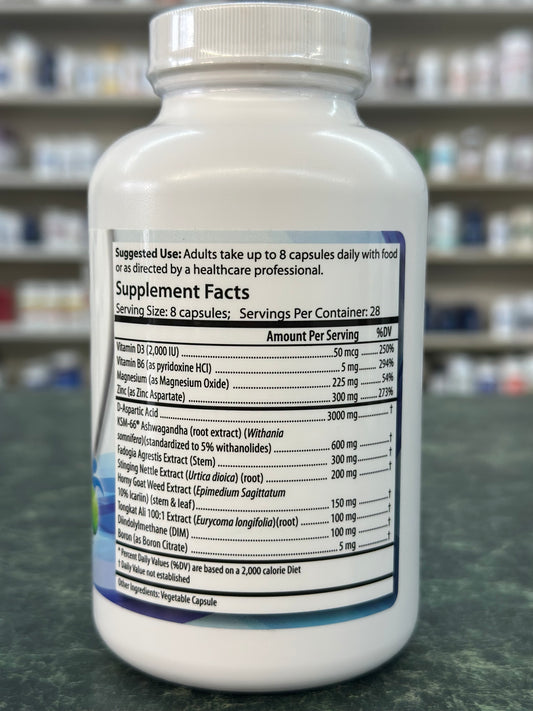 Suggested Use: Adults take up to 8 capsules daily with food
or as directed by a healthcare professional.
Supplement Facts
Serving Size: 8 capsules; Servings Per Container: 28
Amount Per Serving %DV
Vitamin D3 (2,000 IU) 50 mcg 250%
Vitamin B6 (as pyridoxine HCl) 5 mg 294%
Magnesium (as Magnesium Oxide) 225 mg 54%
Zinc (as Zinc Aspartate) 300 mg 273%
D-Aspartic Acid 3000 mg †
KSM-66® Ashwagandha (root extract) (Withania
somnifera)(standardized to 5% withanolides) 600 mg †
Fadogia Agrestis Extract (Stem) 300 mg †
Stinging Nettle Extract (Urtica dioica) (root) 200 mg †
Horny Goat Weed Extract (Epimedium Sagittatum
10% Icariin) (stem & leaf) 150 mg †
Tongkat Ali 100:1 Extract (Eurycoma longifolia)(root) 100 mg †
Diindolylmethane (DIM) 100 mg †
Boron (as Boron Citrate) 5 mg †
* Percent Daily Values (%DV) are based on a 2,000 calorie Diet
† Daily Value not established
Other Ingredients: Vegetable Capsule